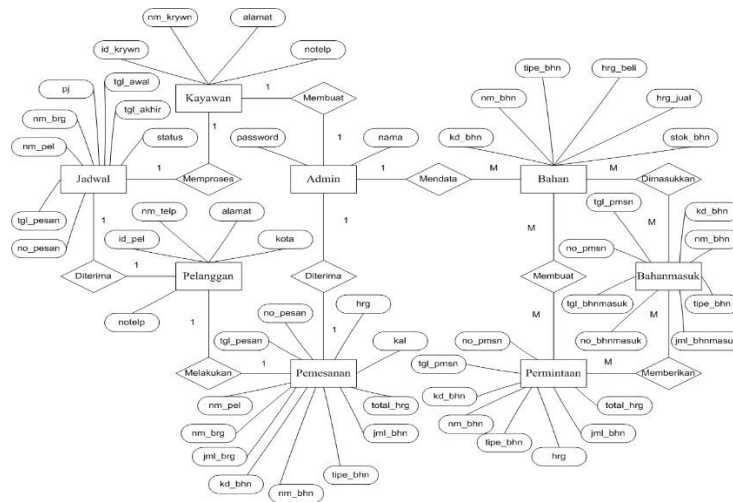 nm_krywn
alamat
id_krywn
notelp
Kayawan
1
Membuat
1
1
pj
tgl_awal
tgl_akhir
nm_brg
status
nm_pel
Jadwal
1
Memproses
tgl_pesan
no_pesan
1
password
nama
Admin
1
Mendata
M
1
tipe_bhn
hrg_beli
nm_bhn
hrg_jual
kd_bhn
stok_bhn
Bahan
M
Dimasukkan
M
M
tgl_pmsn
kd_bhn
no_pmsn
nm_bhn
Bahanmasuk
tgl_bhnmasuk
tipe_bhn
no_bhnmasuk
jml_bhnmasuk
M
nm_telp
alamat
id_pel
kota
Diterima
1
Pelanggan
notelp
1
Diterima
1
Membuat
M
no_pesan
hrg
tgl_pesan
kal
Melakukan
1
Pemesanan
nm_pel
total_hrg
nm_brg
jml_bhn
jml_brg
tipe_bhn
kd_bhn
nm_bhn
no_pmsn
tgl_pmsn
Permintaan
M
Memberikan
kd_bhn
total_hrg
nm_bhn
jml_bhn
tipe_bhn
hrg